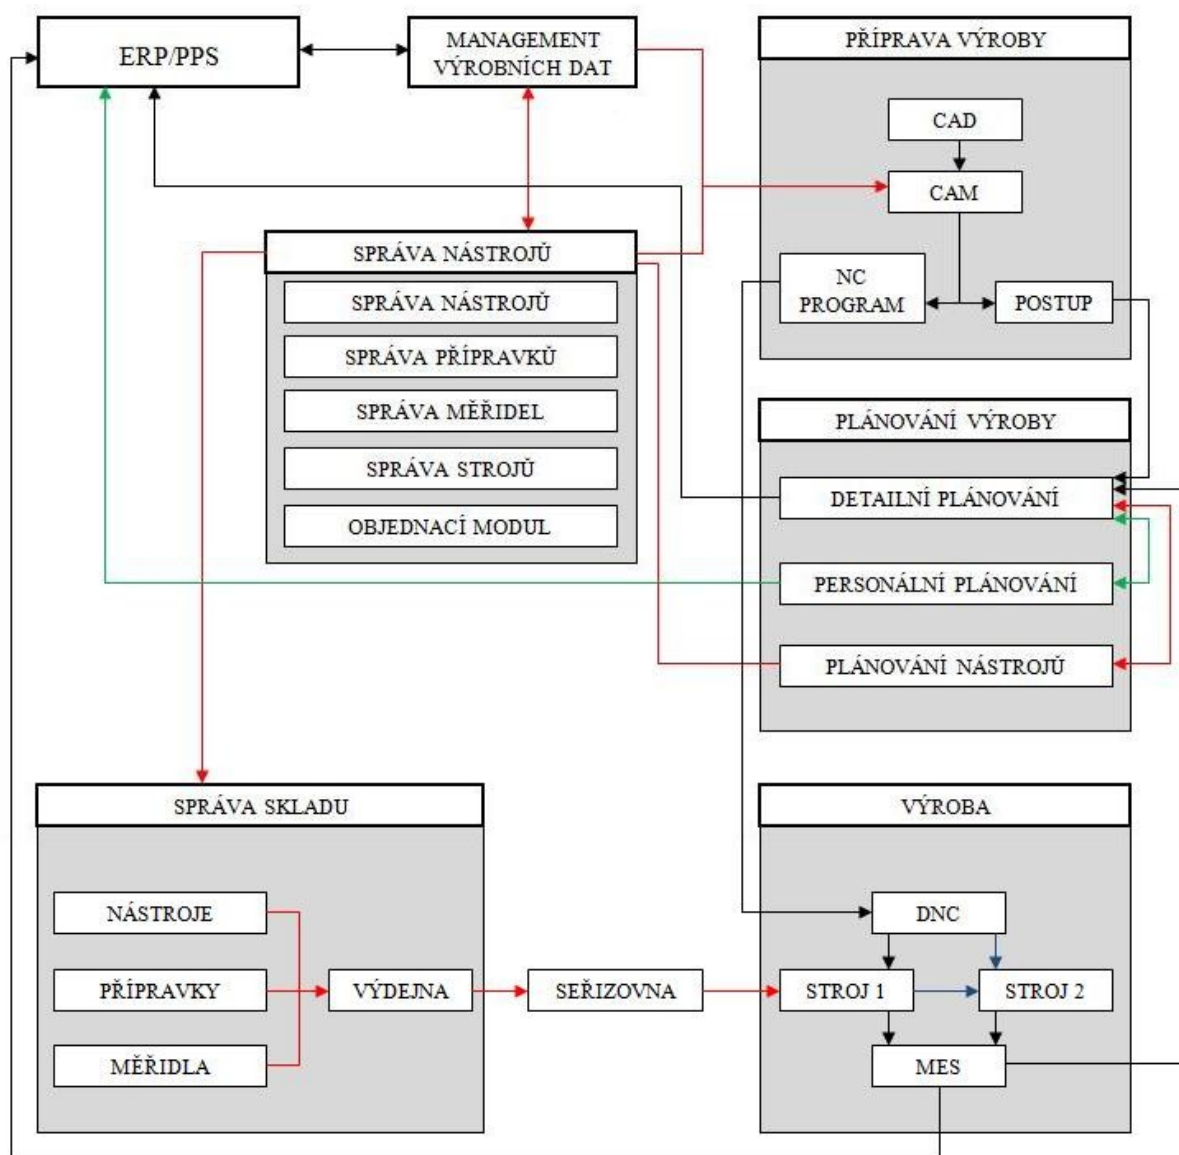 ERP/PPS
MANAGEMENT
VÝROBNÍCH DAT
PŘÍPRAVA VÝROBY
CAD
CAM
NC
PROGRAM
POSTUP
SPRÁVA NÁSTROJŮ
SPRÁVA NÁSTROJŮ
SPRÁVA PŘÍPRAVKŮ
SPRÁVA MĚŘIDEL
SPRÁVA STROJŮ
OBJEDNACÍ MODUL
PLÁNOVÁNÍ VÝROBY
DETAILNÍ PLÁNOVÁNÍ
PERSONÁLNÍ PLÁNOVÁNÍ
PLÁNOVÁNÍ NÁSTROJŮ
SPRÁVA SKLADU
NÁSTROJE
PŘÍPRAVKY
MĚŘIDLA
VÝDEJNA
SEŘIZOVNA
VÝROBA
DNC
STROJ 1
STROJ 2
MES